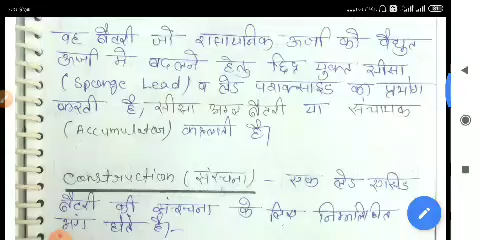 वह बैटरी जो रासायनिक ऊर्जा को वैद्युत
ऊर्जा मे बदलने हेतु छिद्र युक्त सीसा
(Sponge Lead) व लेड पराक्साइड का प्रयोग
करती है, सीसा अम्ल बैटरी या संचायक
(Accumulator) कहलाती है,
Construction (संरचना) - एक लेड एसिड
बैटरी की संरचना के लिए निम्नलिखित
भाग होते है,-